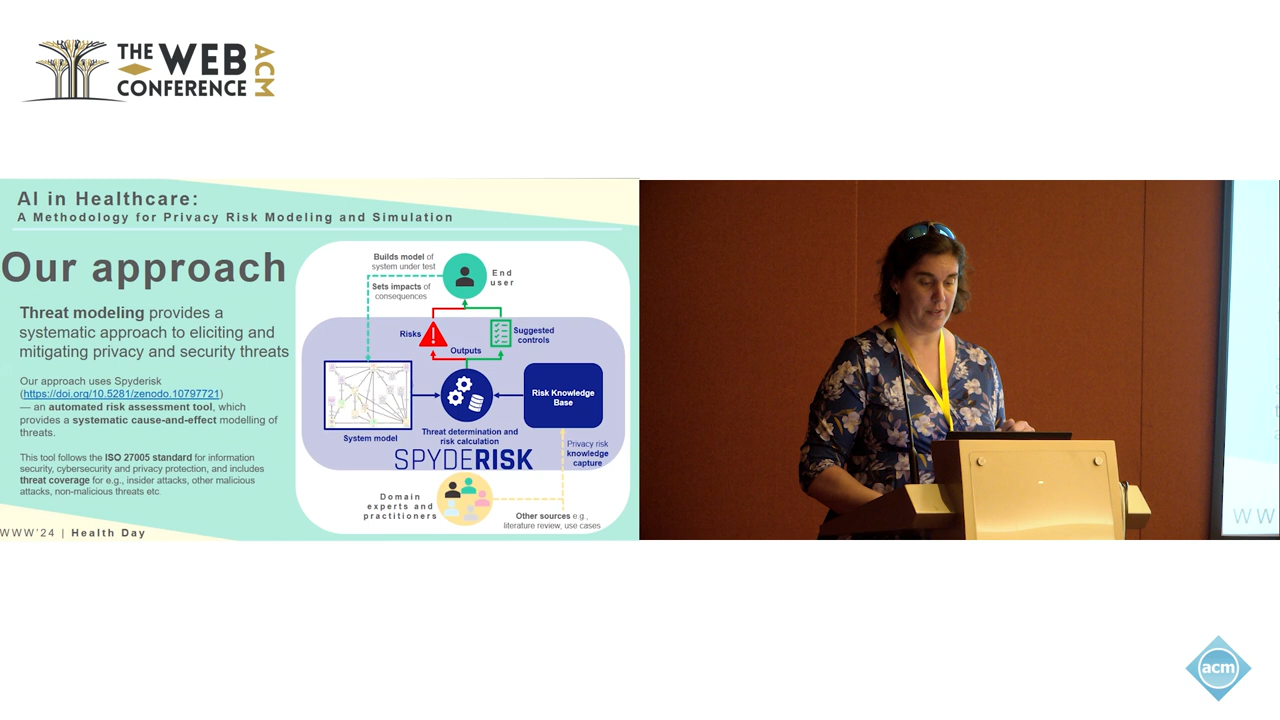 THE WEB
CONFERENCE
ACM
AI in Healthcare:
A Methodology for Privacy Risk Modeling and Simulation
Our approach
Threat modeling provides a
systematic approach to eliciting and
mitigating privacy and security threats
Our approach uses Spyderisk
(https://doi.org/10.5281/zenodo.10797721)
— an automated risk assessment tool, which
provides a systematic cause-and-effect modelling of
threats.
This tool follows the ISO 27005 standard for information
security, cybersecurity and privacy protection, and includes
threat coverage for e.g., insider attacks, other malicious
attacks, non-malicious threats etc.
WWW'24 | Health Day
Builds model of
system under test
Sets impacts of
consequences
End
user
Risks
Suggested
controls
Outputs
System model
Threat determination and
risk calculation
Risk Knowledge
Base
SPYDERISK
Privacy risk
knowledge
capture
Domain
experts and
practitioners
Other sources e.g.,
literature review, use cases
WW
acm